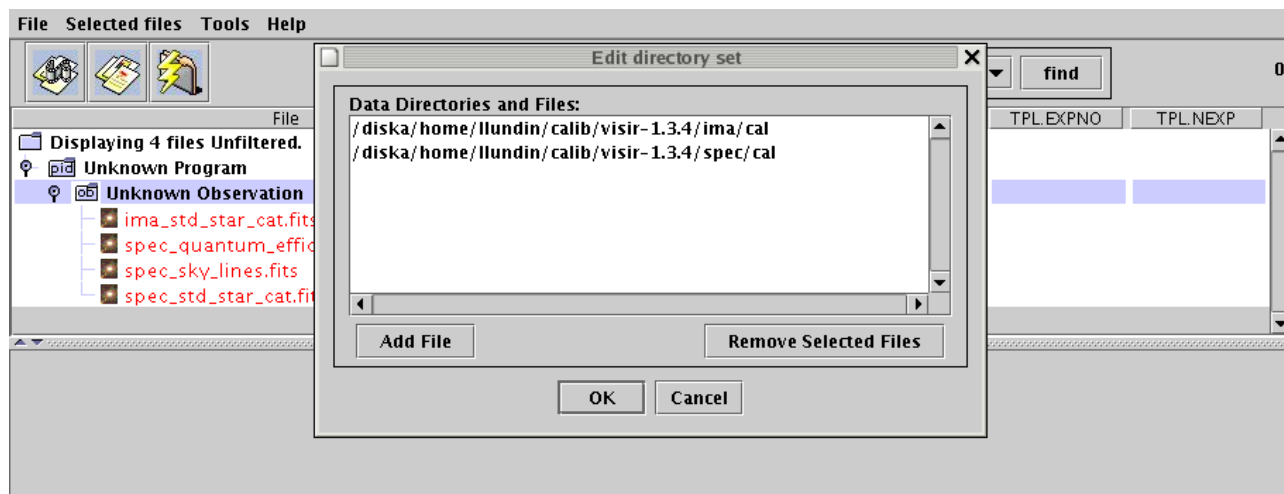 File Selected files Tools Help
Edit directory set
find
0
File
TPL.EXPNO
TPL.NEXP
Displaying 4 files Unfiltered.
pid Unknown Program
ob Unknown Observation
ima_std_star_cat.fits
spec_quantum_effic
spec_sky_lines.fits
spec_std_star_cat.fit
Data Directories and Files:
/diska/home/llundin/calib/visir-1.3.4/ima/cal
/diska/home/llundin/calib/visir-1.3.4/spec/cal
Add File
Remove Selected Files
OK
Cancel